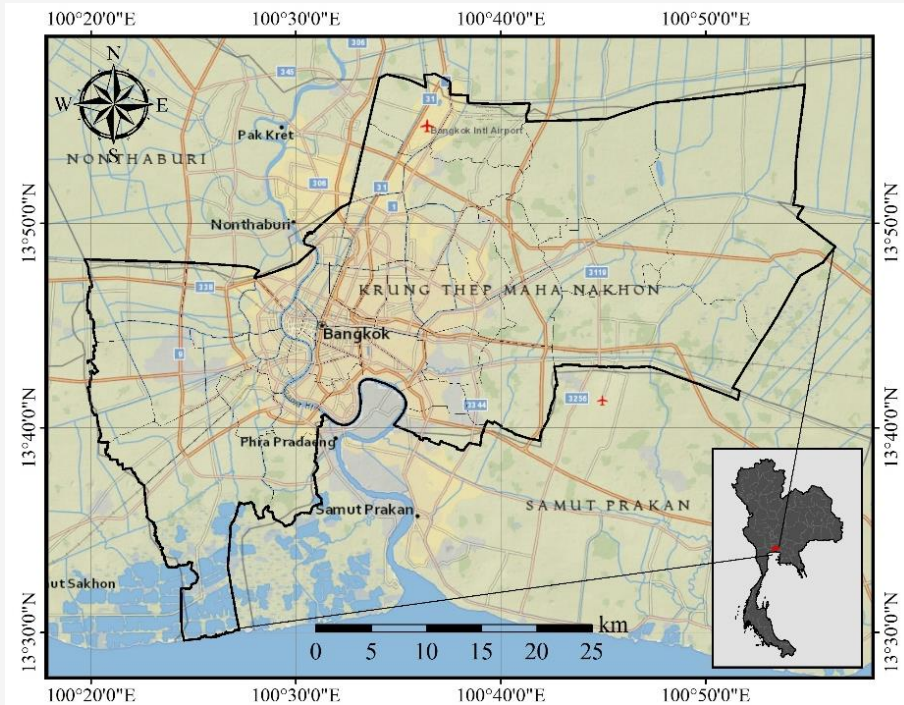 100°20'0"E 100°30'0"E 100°40'0"E 100°50'0"E
N
W E
S
345
306
31
Bangkok Intl Airport
Pak Kret
NONTHABURI
306
31
1
13°50'0"N 13°50'0"N
Nonthaburi
3119
338
KRUNG THEP MAHA NAKHON
Bangkok
9
3344
3256
13°40'0"N 13°40'0"N
Phra Pradaeng
Samut Prakan
SAMUT PRAKAN
ut Sakhon
13°30'0"N 13°30'0"N
km
0 5 10 15 20 25
100°20'0"E 100°30'0"E 100°40'0"E 100°50'0"E